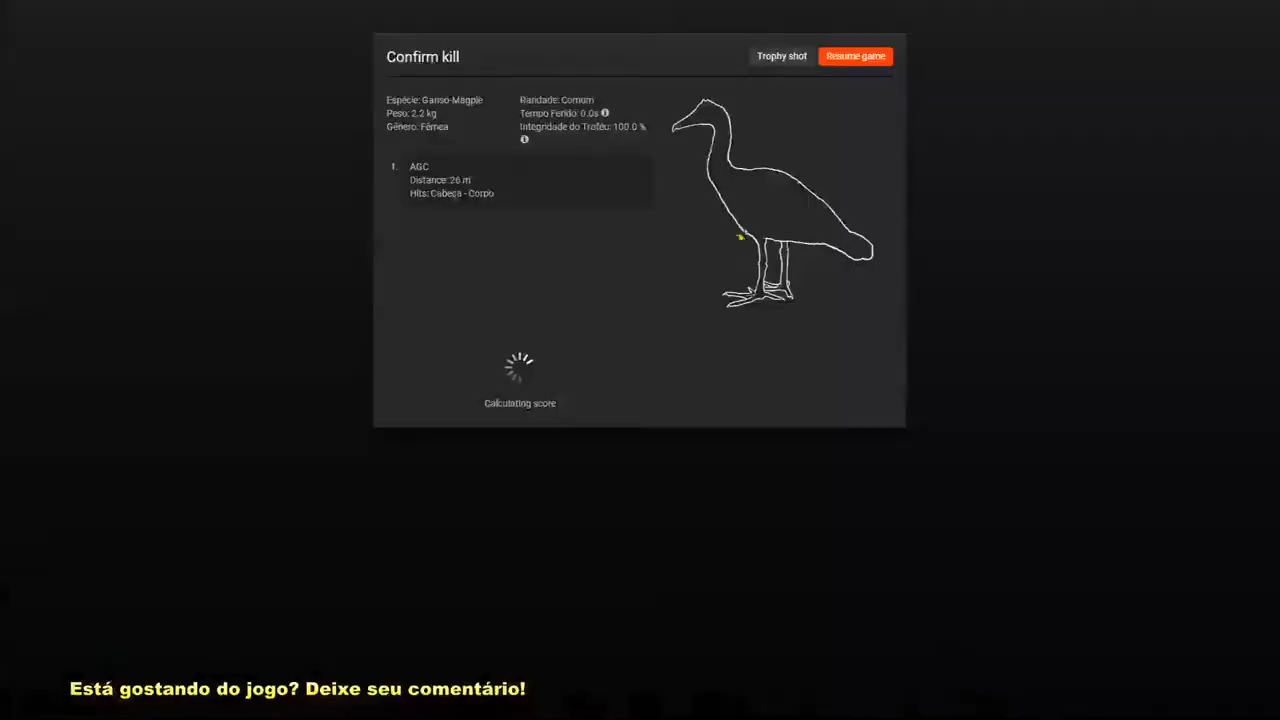 Confirm kill
Trophy shot
Resume game
Espécie: Ganso-Magpie
Peso: 2.2 kg
Gênero: Fêmea
Raridade: Comum
Tempo Ferido: 0.0s
Integridade do Troféu: 100.0 %
1. AGC
Distance: 26 m
Hits: Cabeça - Corpo
Calculating score
Está gostando do jogo? Deixe seu comentário!